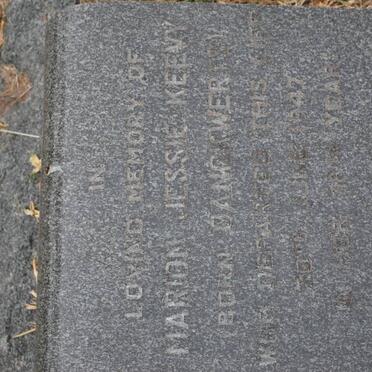 IN
LOVING MEMORY OF
MARION JESSIE KEEVY
BORN
WHO DEPARTED THIS LIFE
JUNE 1947
IN HER YEAR